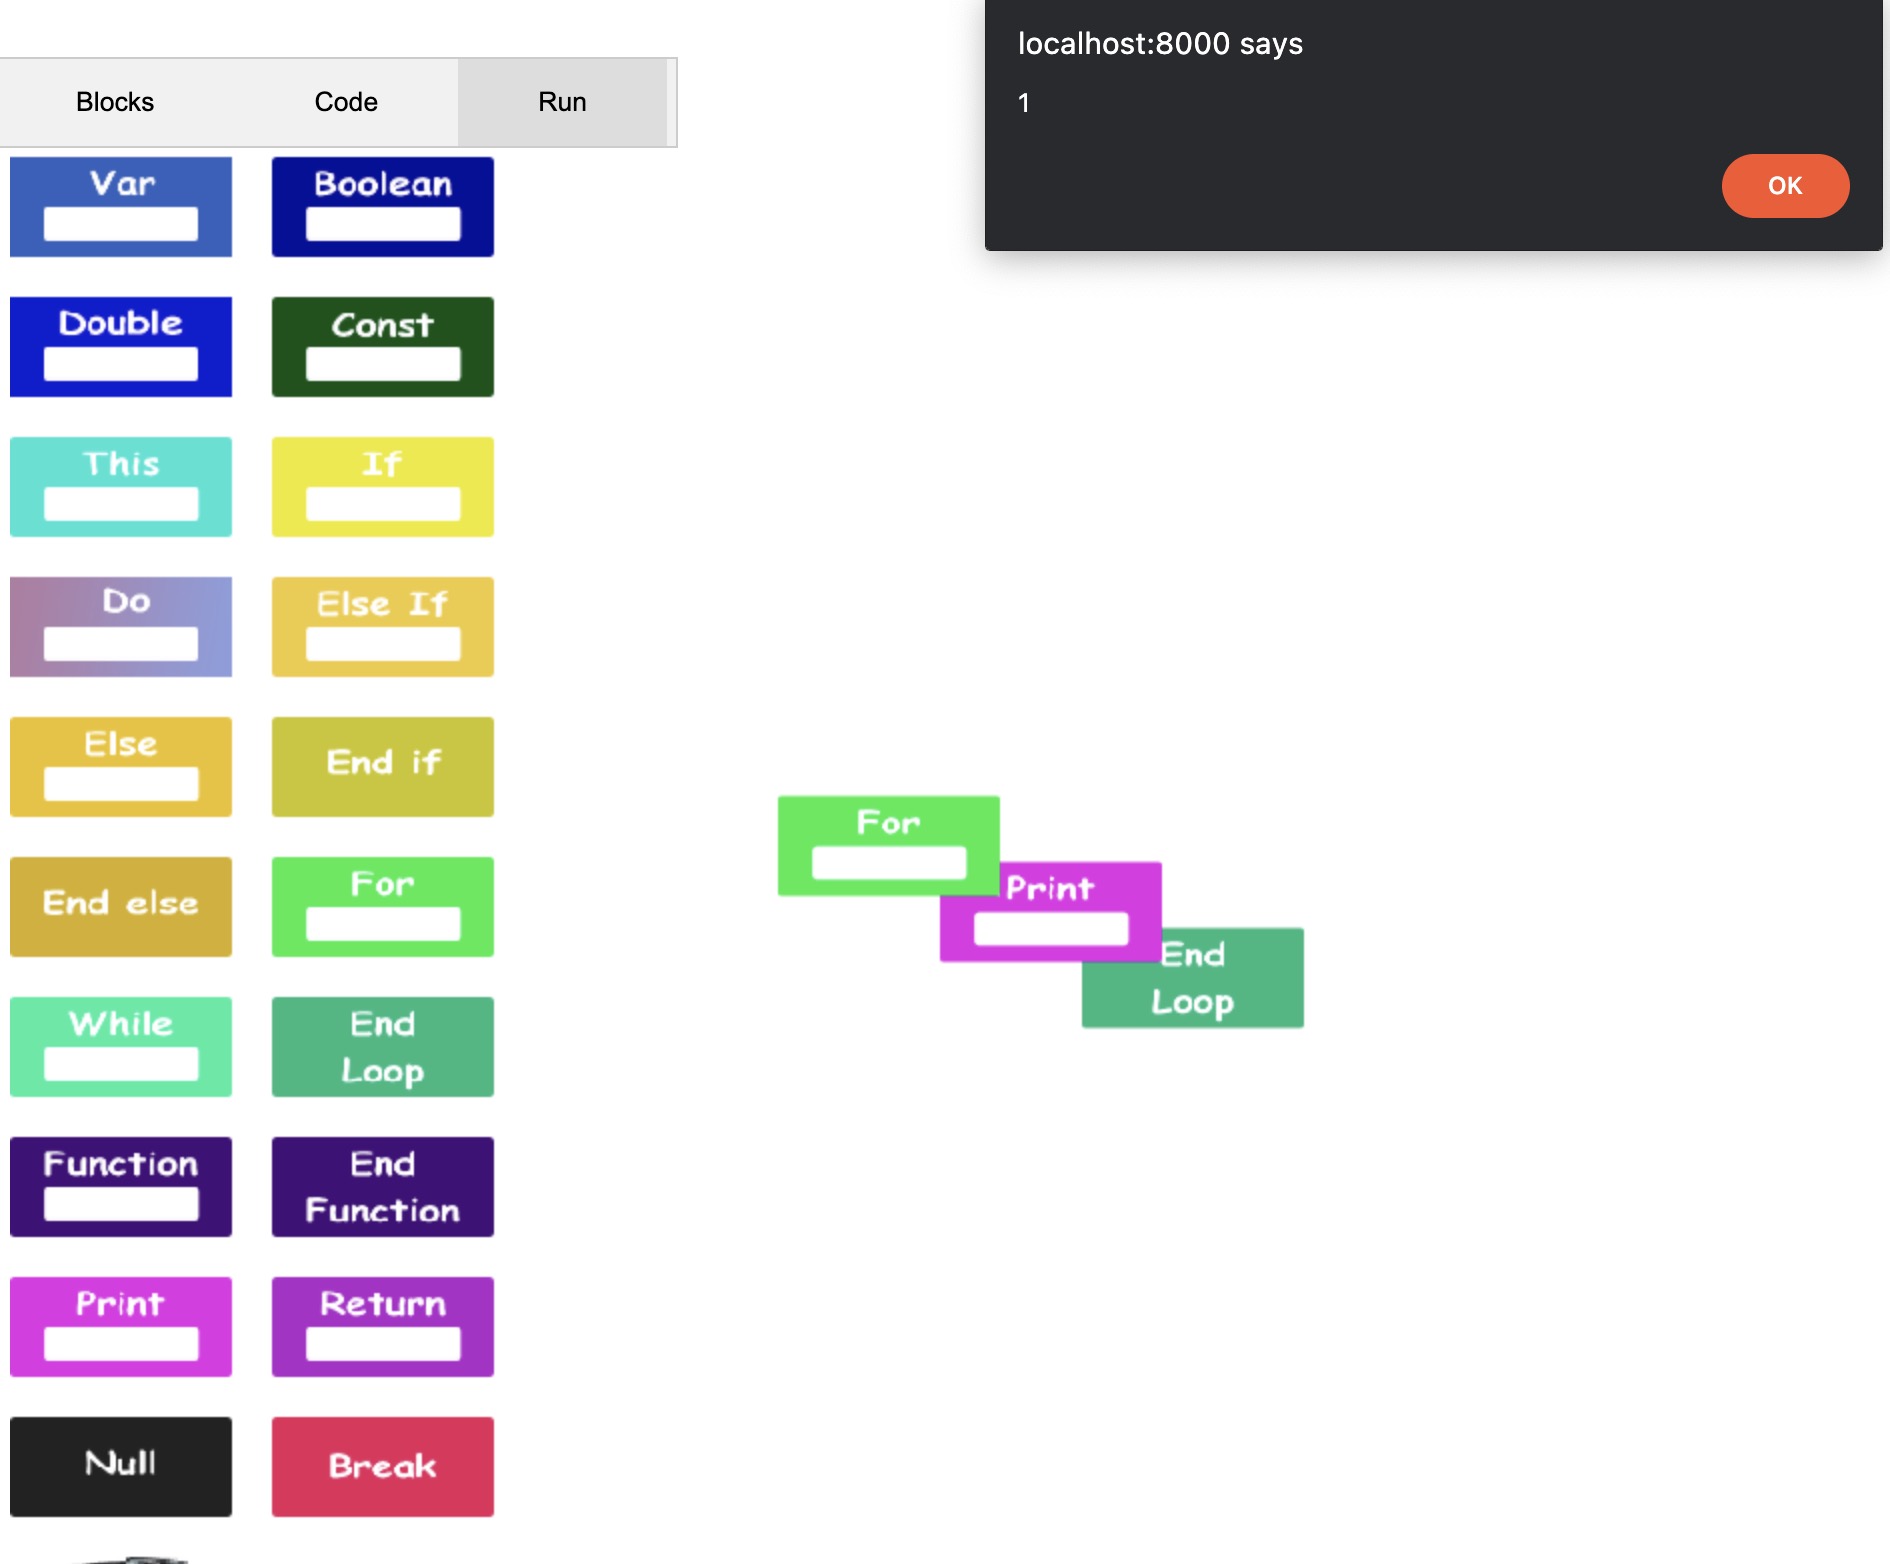 localhost:8000 says
1
OK
Blocks Code Run
Var Boolean
Double Const
This If
Do Else If
Else End if
End else For
While End
Loop
Function End
Function
Print Return
Null Break
For
Print
End
Loop